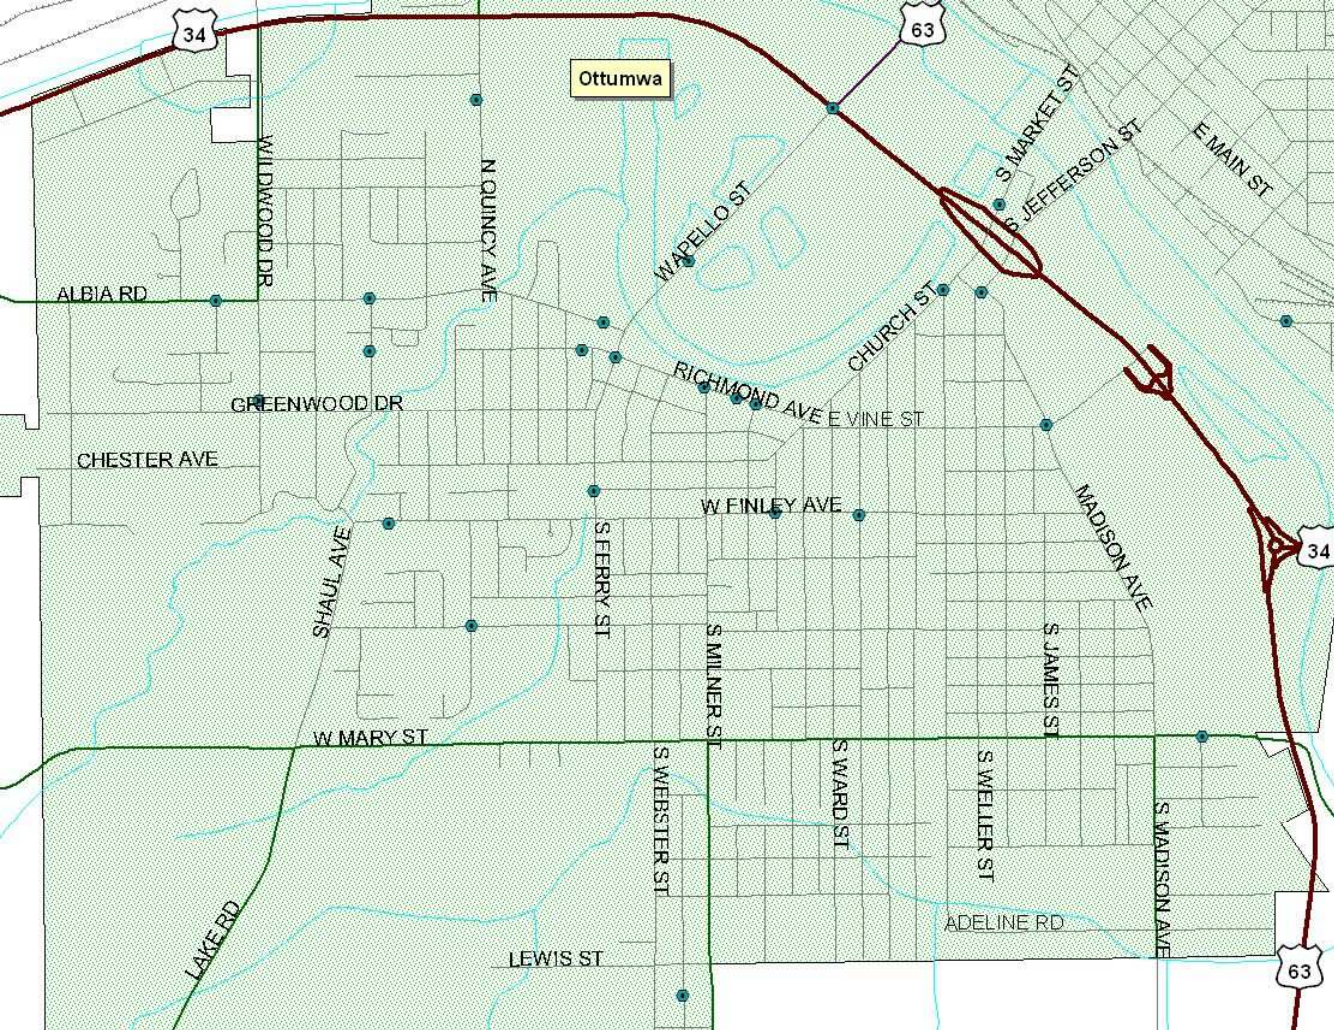 34
63
Ottumwa
S MARKET ST
S JEFFERSON ST
E MAIN ST
WILDWOOD DR
N QUINCY AVE
WAPELLO ST
ALBIA RD
CHURCH ST
RICHMOND AVE
GREENWOOD DR
E VINE ST
CHESTER AVE
W FINLEY AVE
MADISON AVE
SHAUL AVE
S FERRY ST
34
S MILNER ST
S JAMES ST
W MARY ST
S WEBSTER ST
S WARD ST
S WELLER ST
S MADISON AVE
LAKE RD
ADELINE RD
LEWIS ST
63